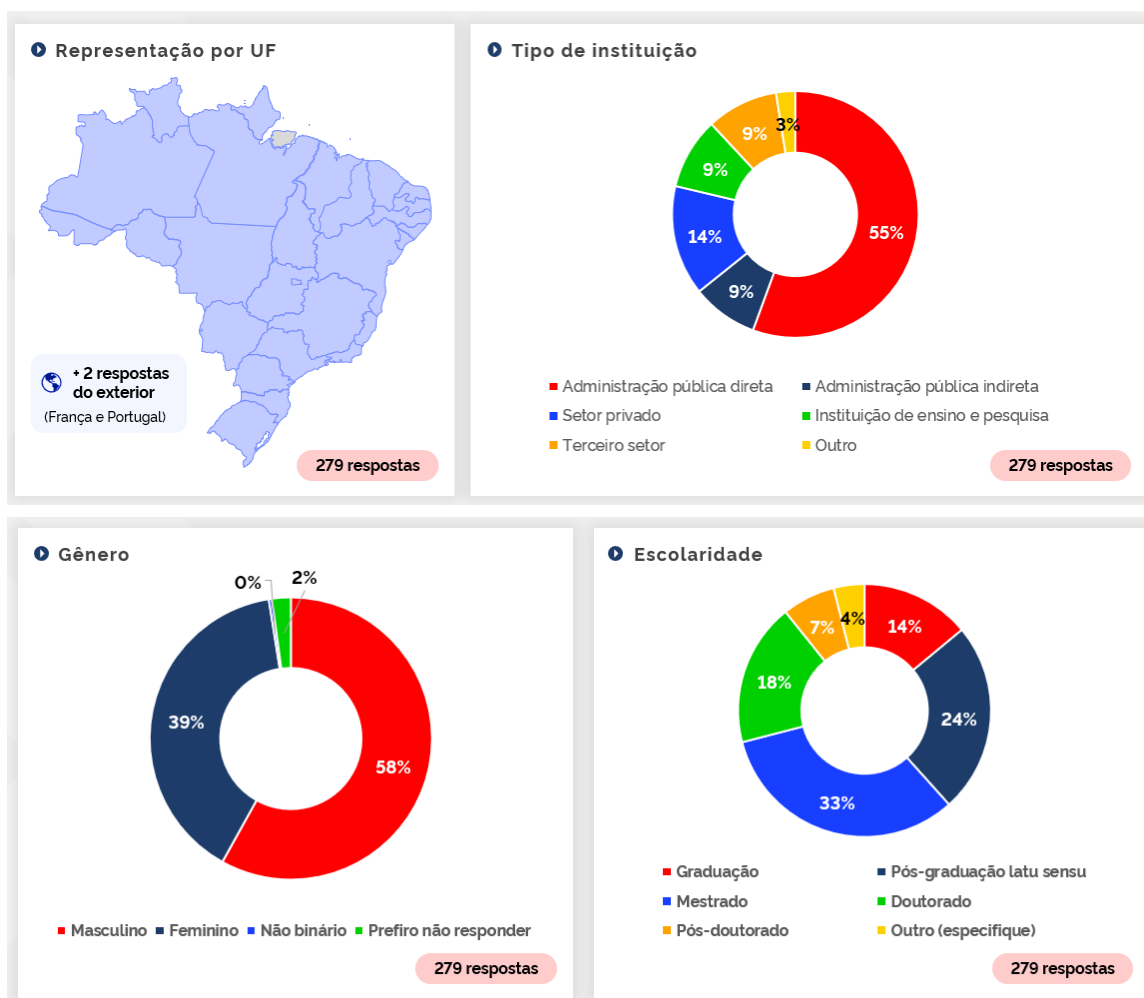 Representação por UF
+ 2 respostas
do exterior
(França e Portugal)
279 respostas
Tipo de instituição
3%
9%
9%
14%
9%
55%
Administração pública direta
Administração pública indireta
Setor privado
Instituição de ensino e pesquisa
Terceiro setor
Outro
279 respostas
Gênero
0%
2%
39%
58%
Masculino
Feminino
Não binário
Prefiro não responder
279 respostas
Escolaridade
4%
7%
14%
18%
24%
33%
Graduação
Pós-graduação latu sensu
Mestrado
Doutorado
Pós-doutorado
Outro (especifique)
279 respostas